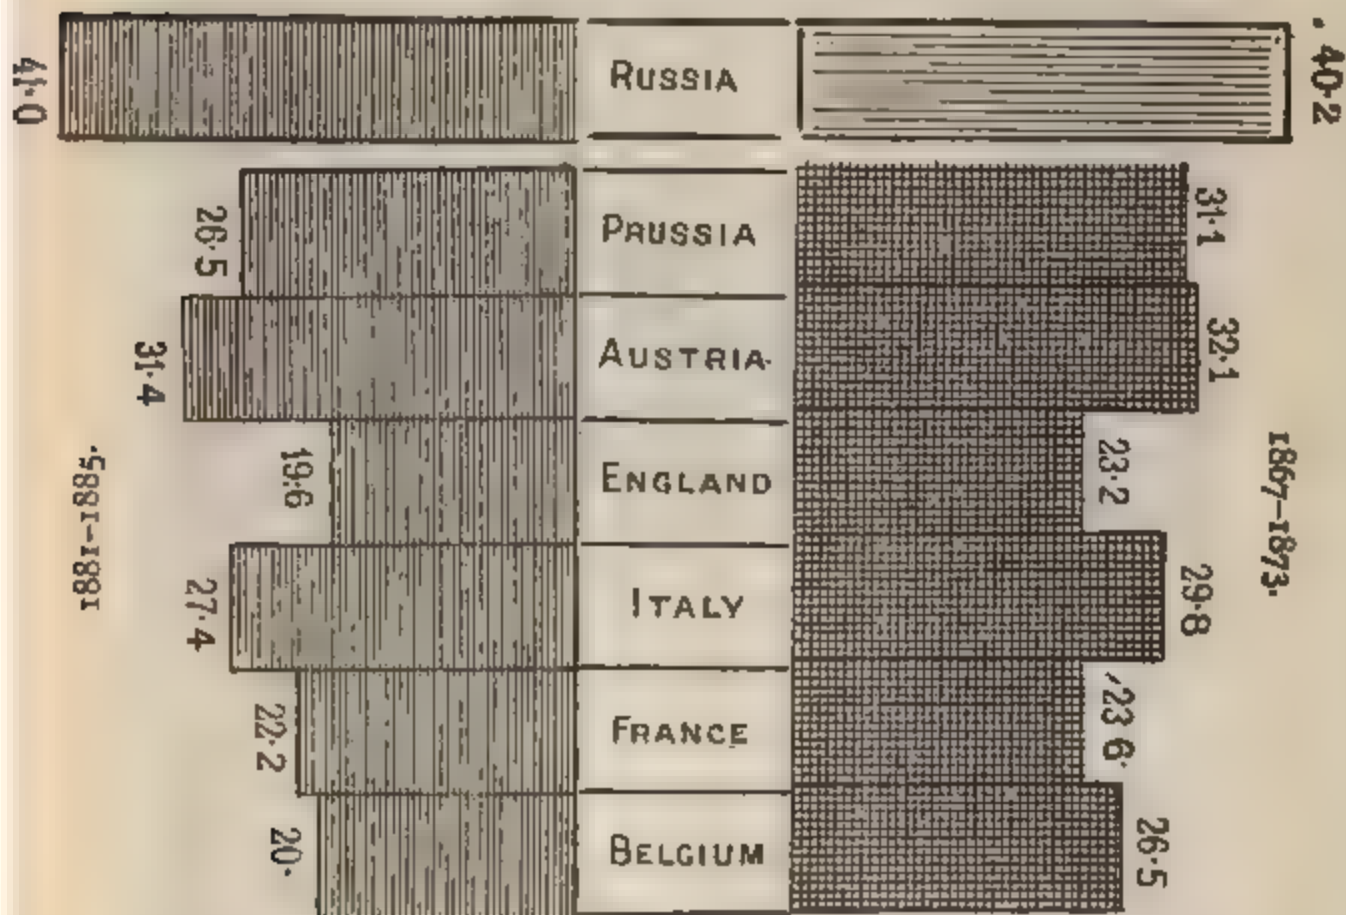 41·0
RUSSIA
40·2
26·5
PRUSSIA
31·1
31·4
AUSTRIA
32·1
19·6
ENGLAND
23·2
1881–1885.
1867–1873.
27·4
ITALY
29·8
22·2
FRANCE
23 6
20·
BELGIUM
26·5